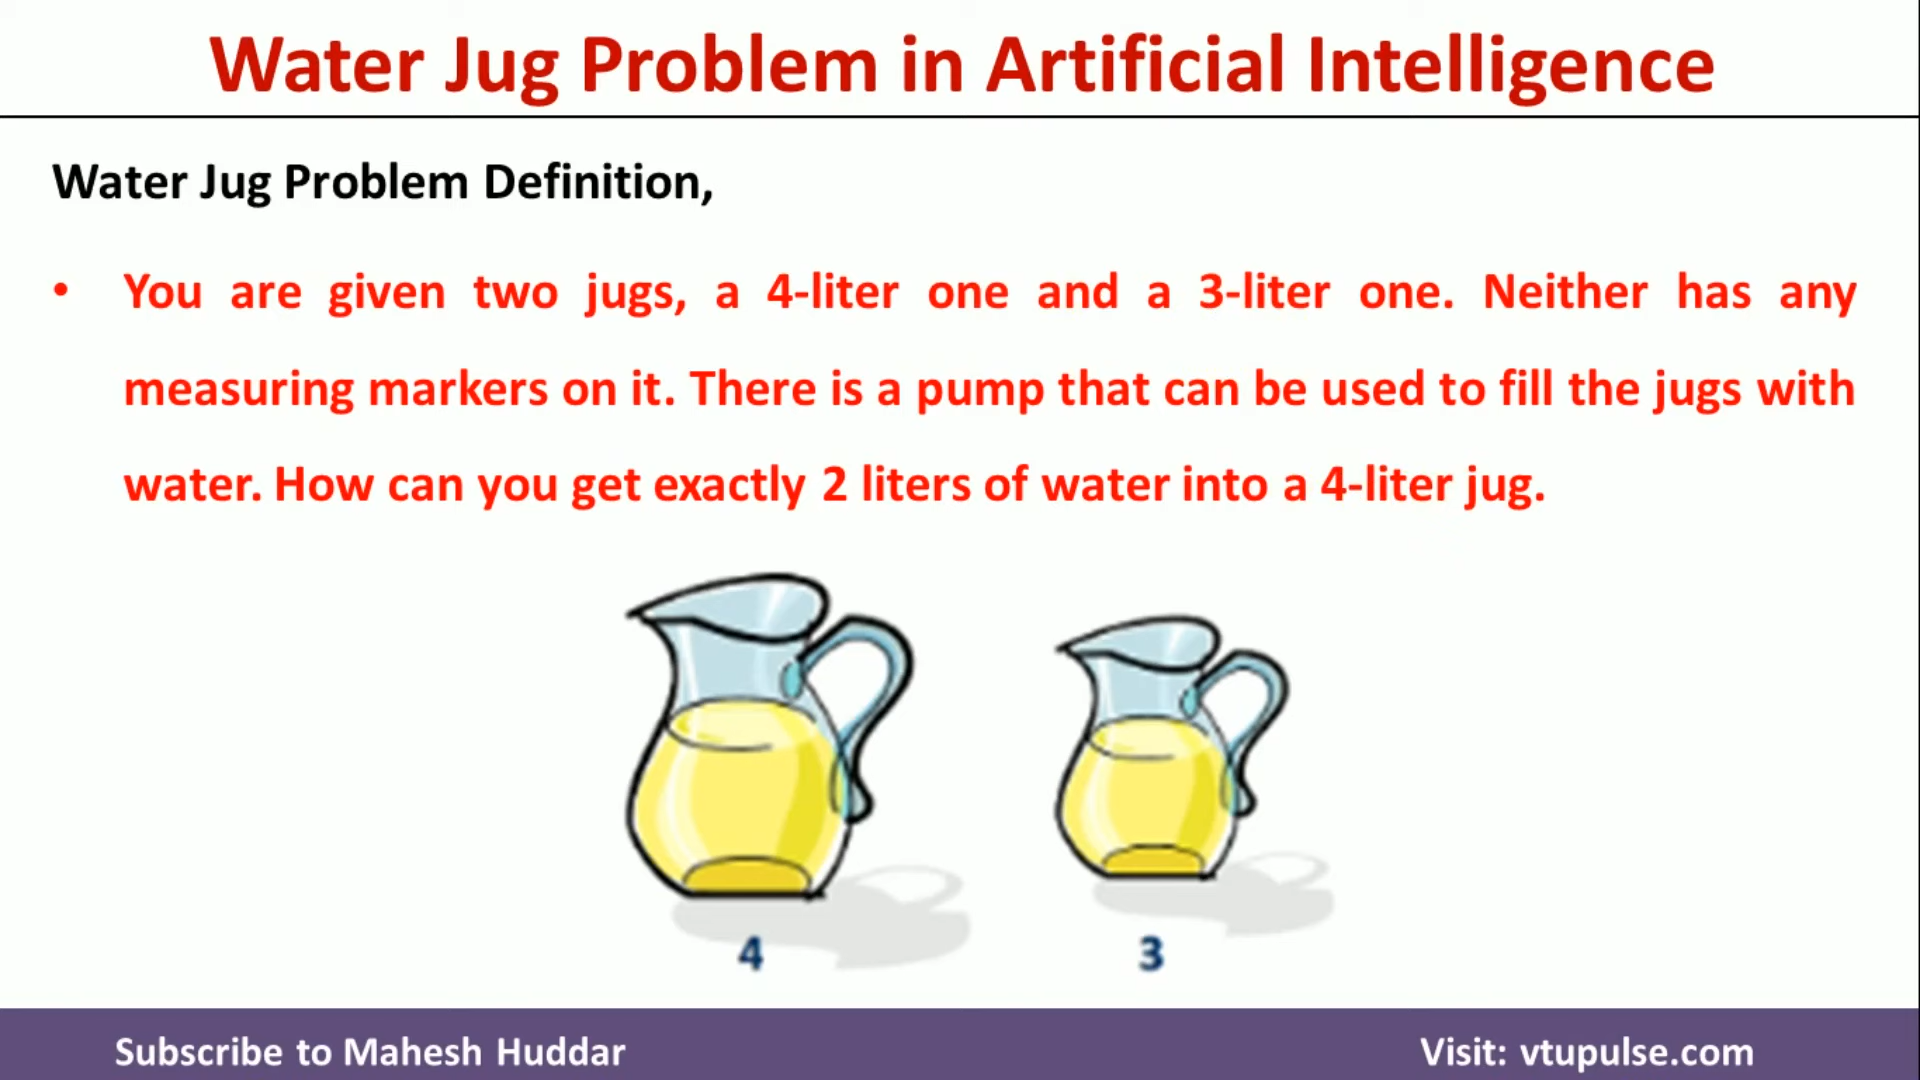 Water Jug Problem in Artificial Intelligence
Water Jug Problem Definition,
• You are given two jugs, a 4-liter one and a 3-liter one. Neither has any
measuring markers on it. There is a pump that can be used to fill the jugs with
water. How can you get exactly 2 liters of water into a 4-liter jug.
4 3
Subscribe to Mahesh Huddar Visit: vtupulse.com